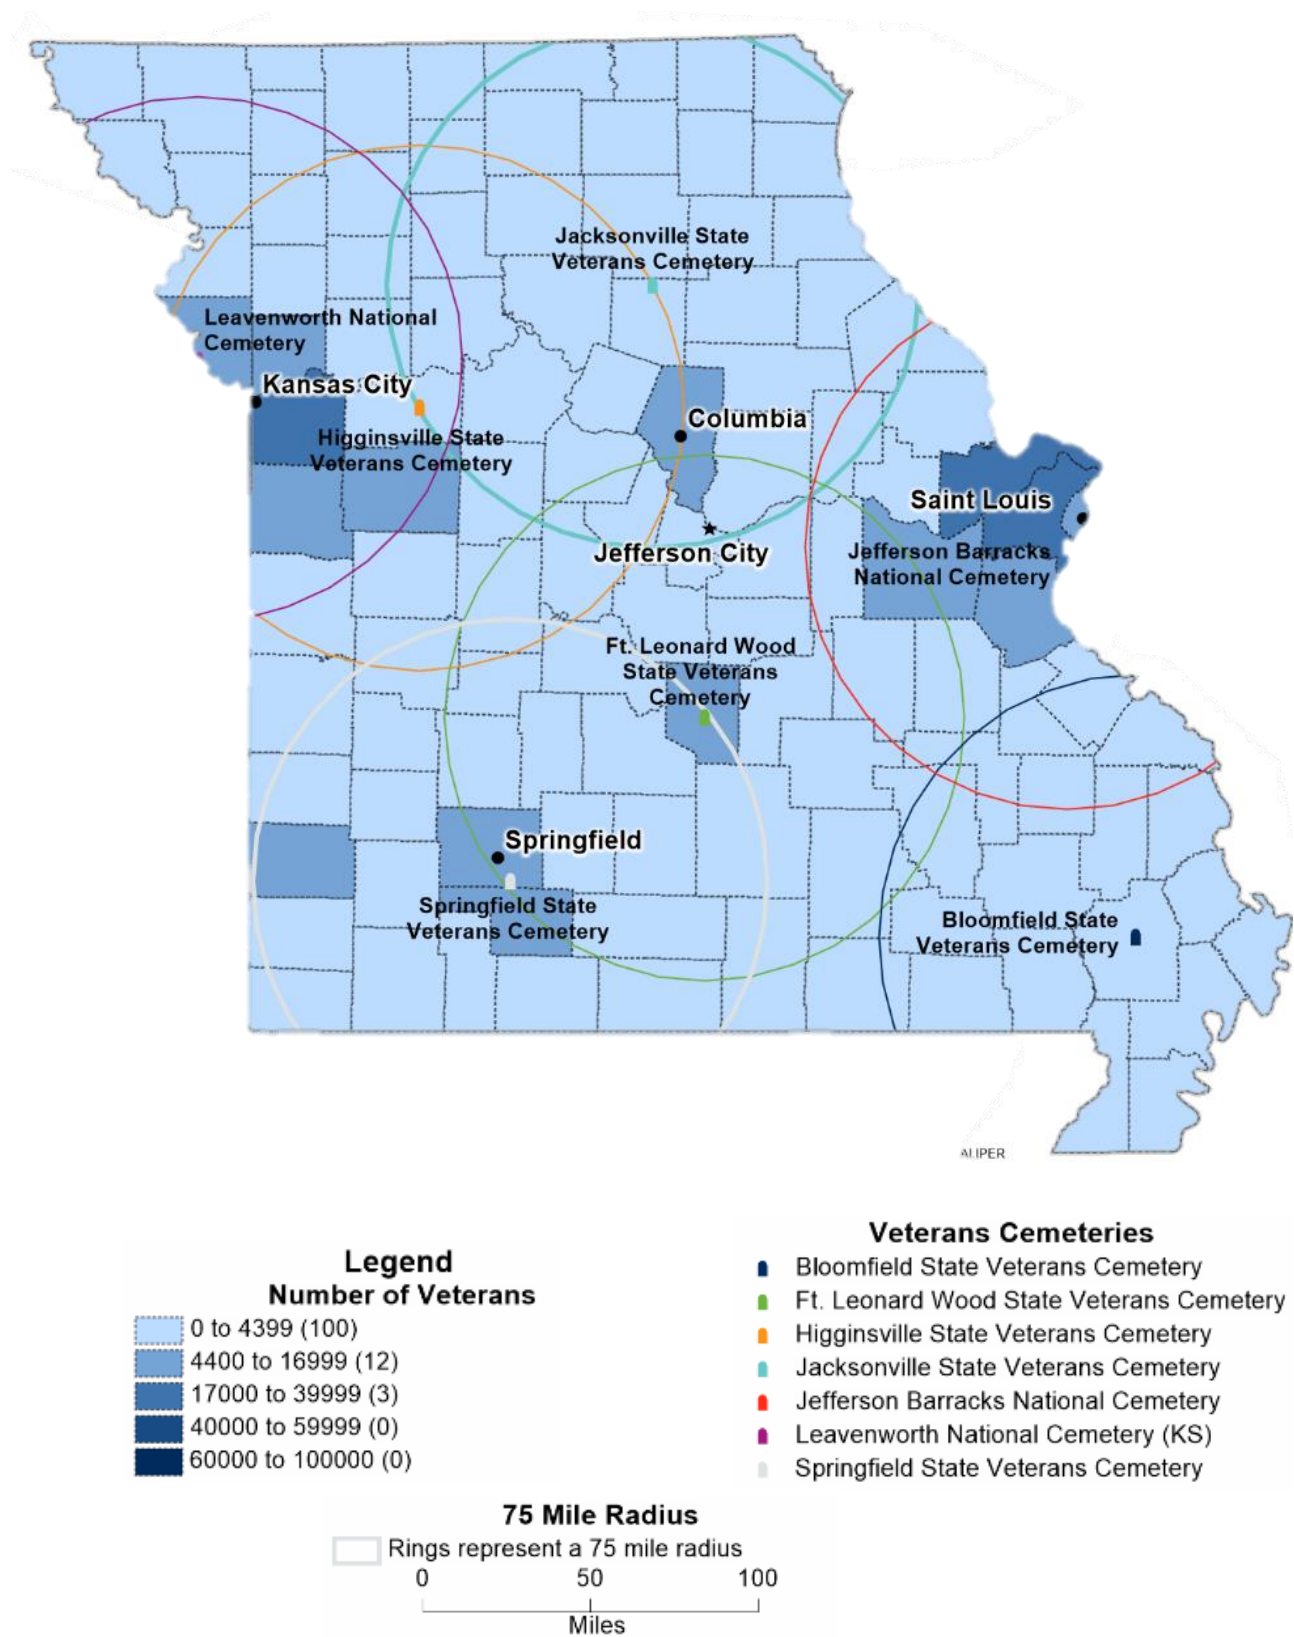 Jacksonville State
Veterans Cemetery
Leavenworth National
Cemetery
Kansas City
Columbia
Higginsville State
Veterans Cemetery
Saint Louis
Jefferson City
Jefferson Barracks
National Cemetery
Ft. Leonard Wood
State Veterans
Cemetery
Springfield
Springfield State
Veterans Cemetery
Bloomfield State
Veterans Cemetery
Legend
Number of Veterans
0 to 4399 (100)
4400 to 16999 (12)
17000 to 39999 (3)
40000 to 59999 (0)
60000 to 100000 (0)
Veterans Cemeteries
Bloomfield State Veterans Cemetery
Ft. Leonard Wood State Veterans Cemetery
Higginsville State Veterans Cemetery
Jacksonville State Veterans Cemetery
Jefferson Barracks National Cemetery
Leavenworth National Cemetery (KS)
Springfield State Veterans Cemetery
75 Mile Radius
Rings represent a 75 mile radius
0 50 100
Miles